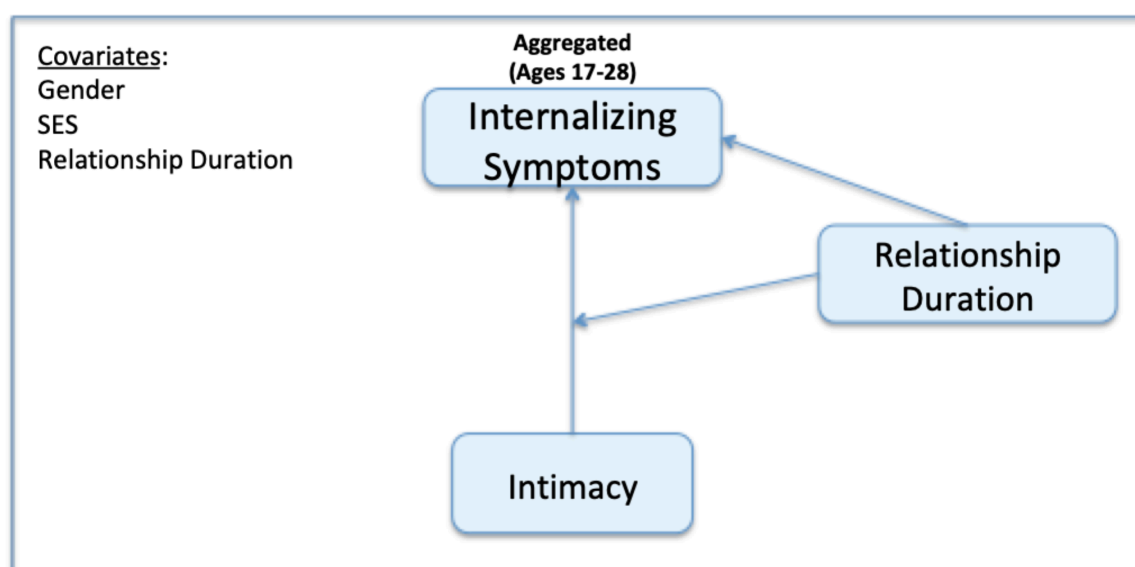 Covariates:
Gender
SES
Relationship Duration
Aggregated
(Ages 17-28)
Internalizing
Symptoms
Relationship
Duration
Intimacy